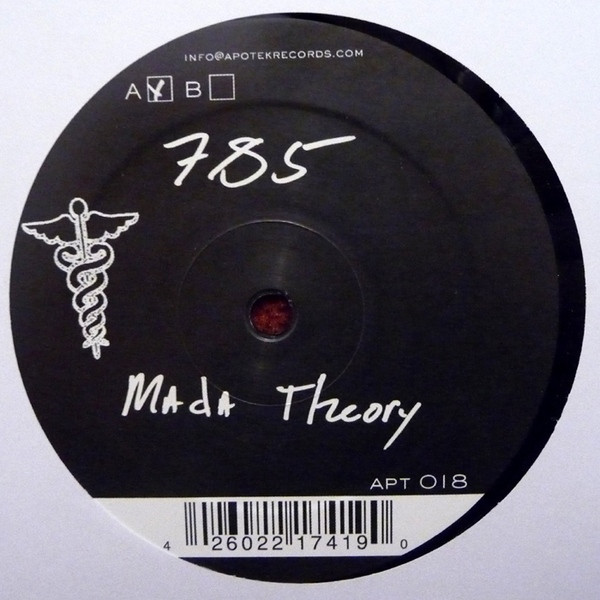 INFO@APOTEKRECORDS.COM
A B
785
MAdA Theory
APT 018
4 26022 17419 0